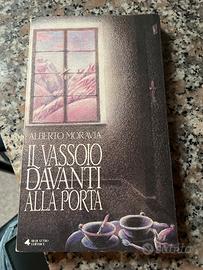 ALBERTO MORAVIA
IL VASSOIO
DAVANTI
ALLA PORTA